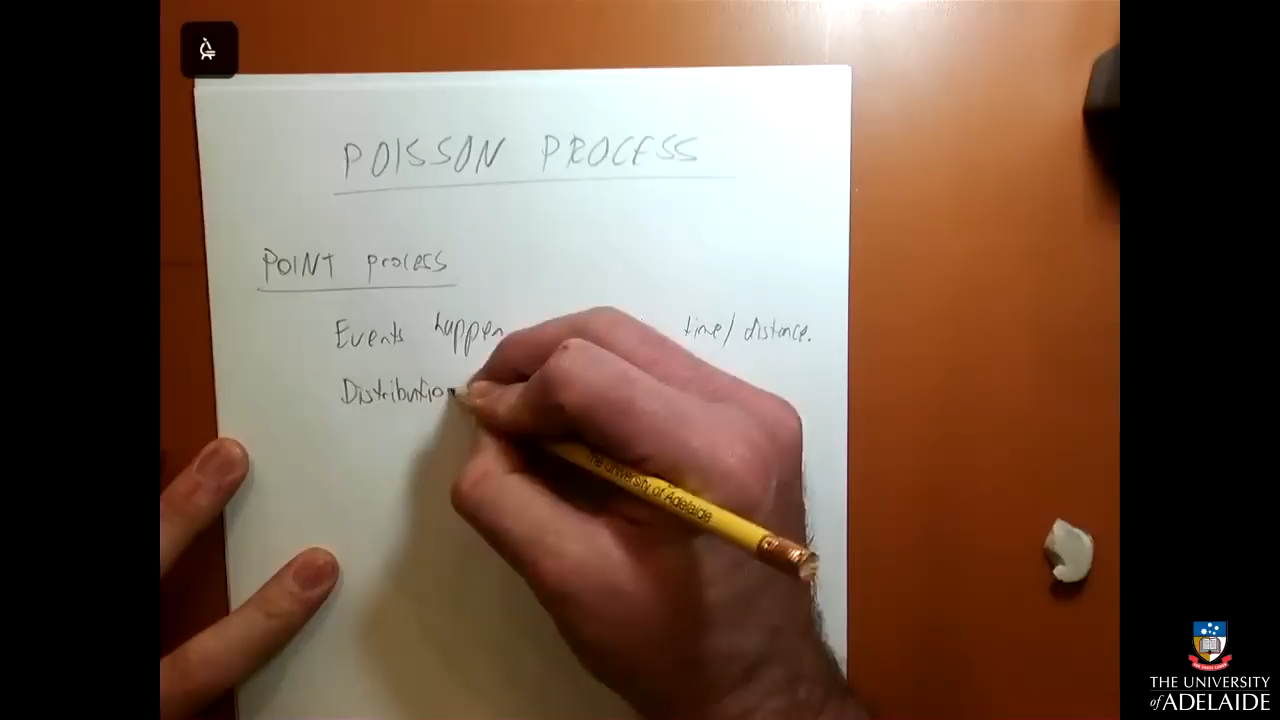 POISSON PROCESS
POINT process
Events happen time/distance.
Distribution
The University of Adelaide
THE UNIVERSITY
of ADELAIDE